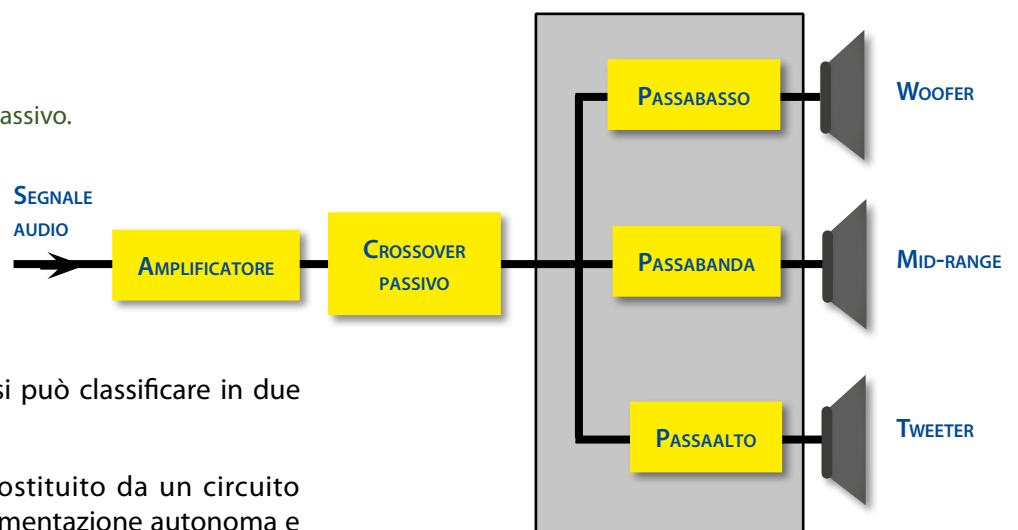 assivo.
Segnale
audio
Amplificatore
Crossover
passivo
Passabasso
Passabanda
Passaalto
Woofer
Mid-range
Tweeter
si può classificare in due
ostituito da un circuito
mentazione autonoma e